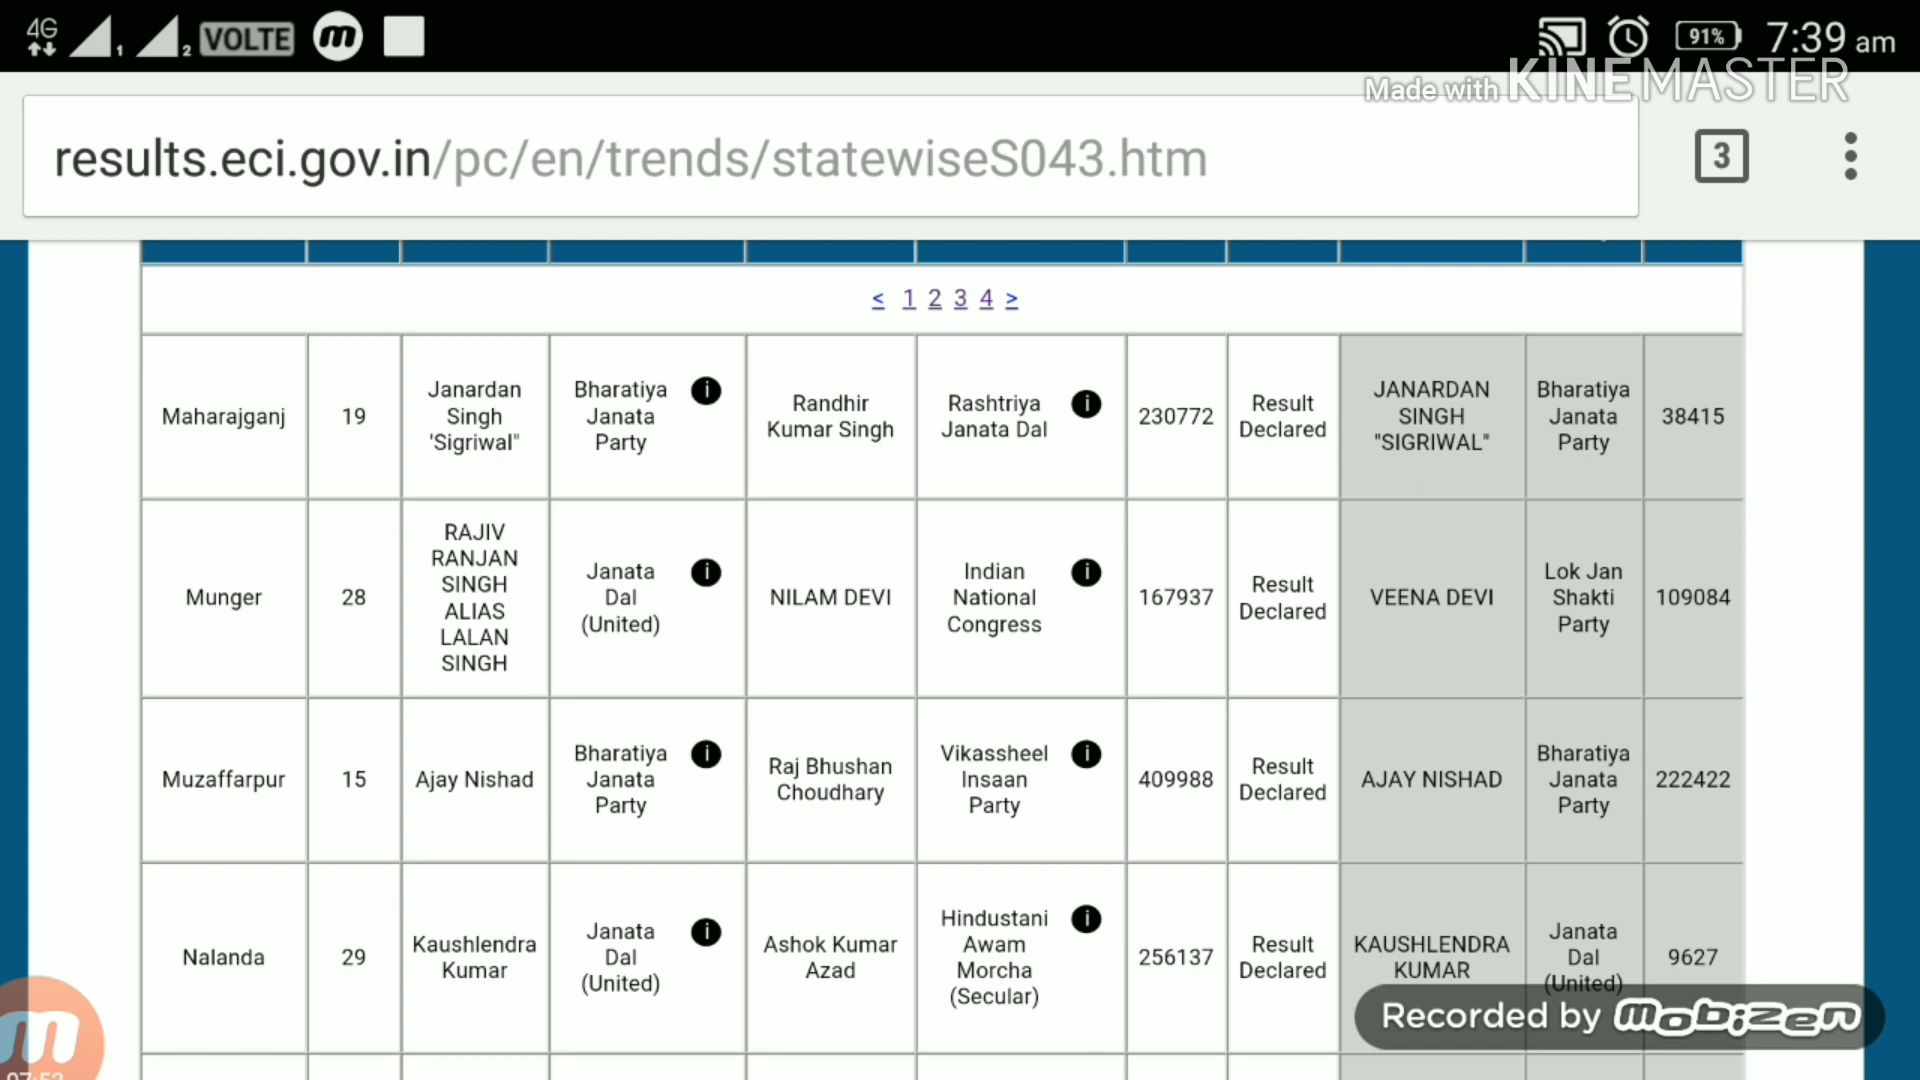 4G
1
2
VOLTE
91%
7:39 am
Made with KINEMASTER
results.eci.gov.in/pc/en/trends/statewiseS043.htm
3
< 1 2 3 4 >
Maharajganj
19
Janardan
Singh
'Sigriwal"
Bharatiya
Janata
Party
i
Randhir
Kumar Singh
Rashtriya
Janata Dal
i
230772
Result
Declared
JANARDAN
SINGH
"SIGRIWAL"
Bharatiya
Janata
Party
38415
Munger
28
RAJIV
RANJAN
SINGH
ALIAS
LALAN
SINGH
Janata
Dal
(United)
i
NILAM DEVI
Indian
National
Congress
i
167937
Result
Declared
VEENA DEVI
Lok Jan
Shakti
Party
109084
Muzaffarpur
15
Ajay Nishad
Bharatiya
Janata
Party
i
Raj Bhushan
Choudhary
Vikassheel
Insaan
Party
i
409988
Result
Declared
AJAY NISHAD
Bharatiya
Janata
Party
222422
Nalanda
29
Kaushlendra
Kumar
Janata
Dal
(United)
i
Ashok Kumar
Azad
Hindustani
Awam
Morcha
(Secular)
i
256137
Result
Declared
KAUSHLENDRA
KUMAR
Janata
Dal
(United)
9627
Recorded by mobizen